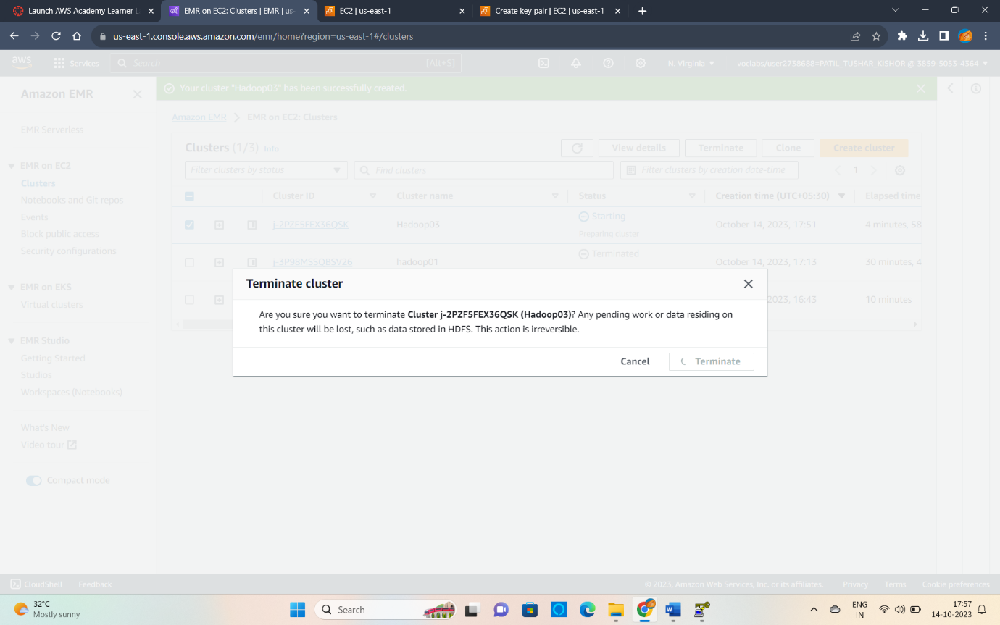 Launch AWS Academy Learner L
EMR on EC2: Clusters | EMR | us-
EC2 | us-east-1
Create key pair | EC2 | us-east-1
us-east-1.console.aws.amazon.com/emr/home?region=us-east-1#/clusters
aws
Services
Search
[Alt+S]
N. Virginia
voclabs/user2738688=PATIL_TUSHAR_KISHOR @ 3859-5053-4364
Amazon EMR
EMR Serverless
EMR on EC2
Clusters
Notebooks and Git repos
Events
Block public access
Security configurations
EMR on EKS
Virtual clusters
EMR Studio
Getting Started
Studios
Workspaces (Notebooks)
What's New
Video tour
Compact mode
Your cluster "Hadoop03" has been successfully created.
Amazon EMR
EMR on EC2: Clusters
Clusters (1/3) Info
View details
Terminate
Clone
Create cluster
Filter clusters by status
Find clusters
Filter clusters by creation date-time
1
Cluster ID
Cluster name
Status
Creation time (UTC+05:30)
Elapsed time
j-2PZF5FEX36QSK
Hadoop03
Starting
Preparing cluster
October 14, 2023, 17:51
4 minutes, 58
j-3P98MSSQBSV26
hadoop01
Terminated
October 14, 2023, 17:13
30 minutes, 4
2023, 16:43
10 minutes
Terminate cluster
Are you sure you want to terminate Cluster j-2PZF5FEX36QSK (Hadoop03)? Any pending work or data residing on
this cluster will be lost, such as data stored in HDFS. This action is irreversible.
Cancel
Terminate
CloudShell
Feedback
© 2023, Amazon Web Services, Inc. or its affiliates.
Privacy
Terms
Cookie preferences
32°C
Mostly sunny
Search
ENG
IN
17:57
14-10-2023